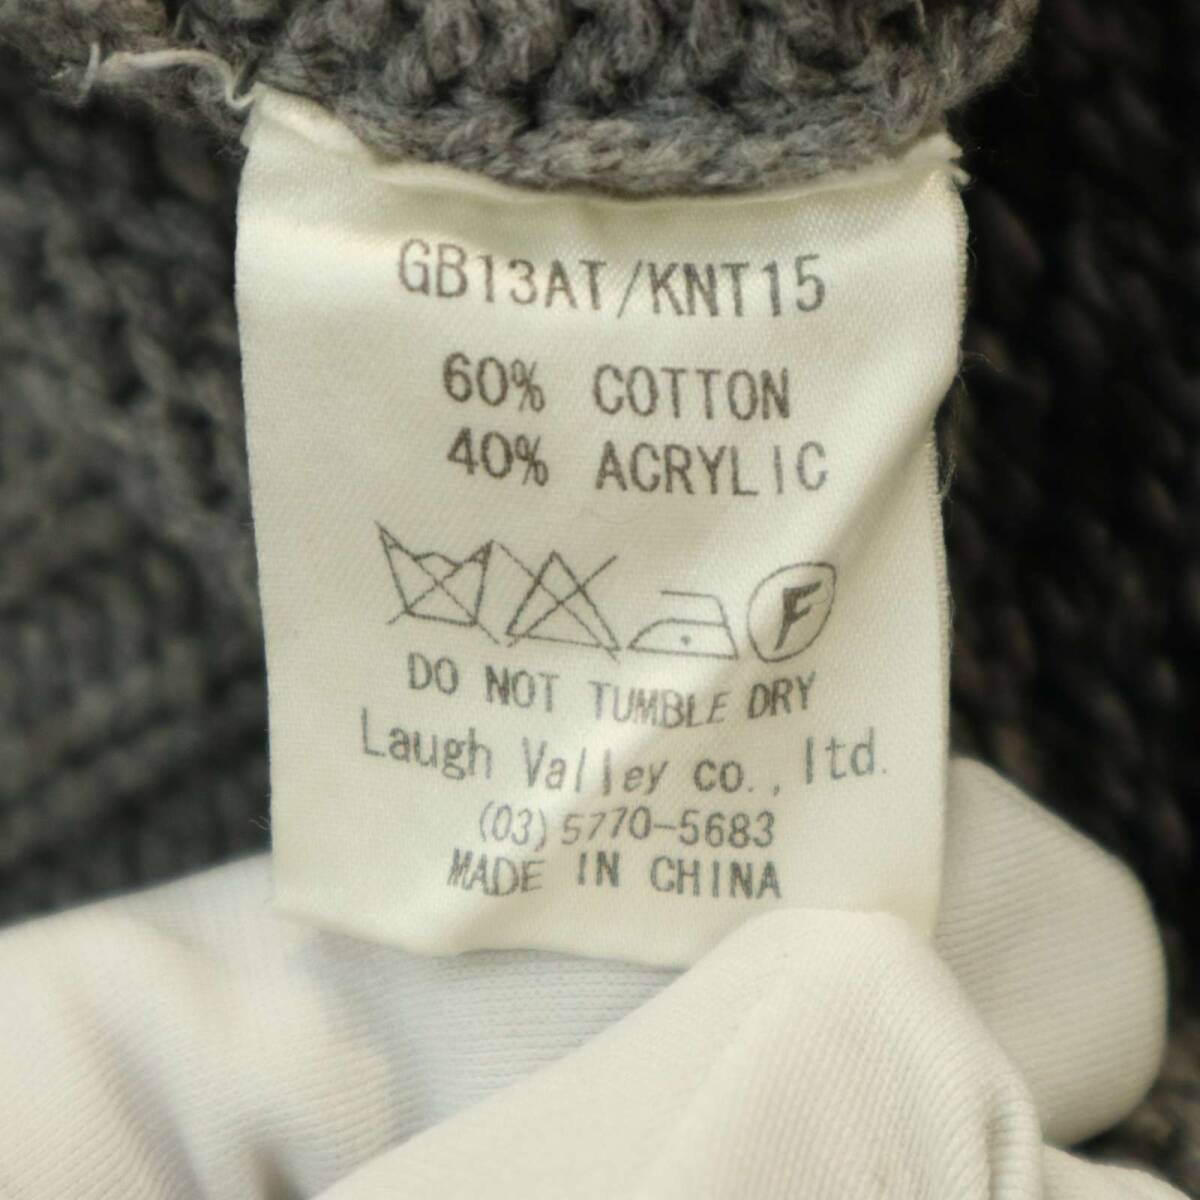 GB13AT/KNT15
60% COTTON
40% ACRYLIC
F
DO NOT TUMBLE DRY
Laugh Valley co., ltd.
(03)5770-5683
MADE IN CHINA